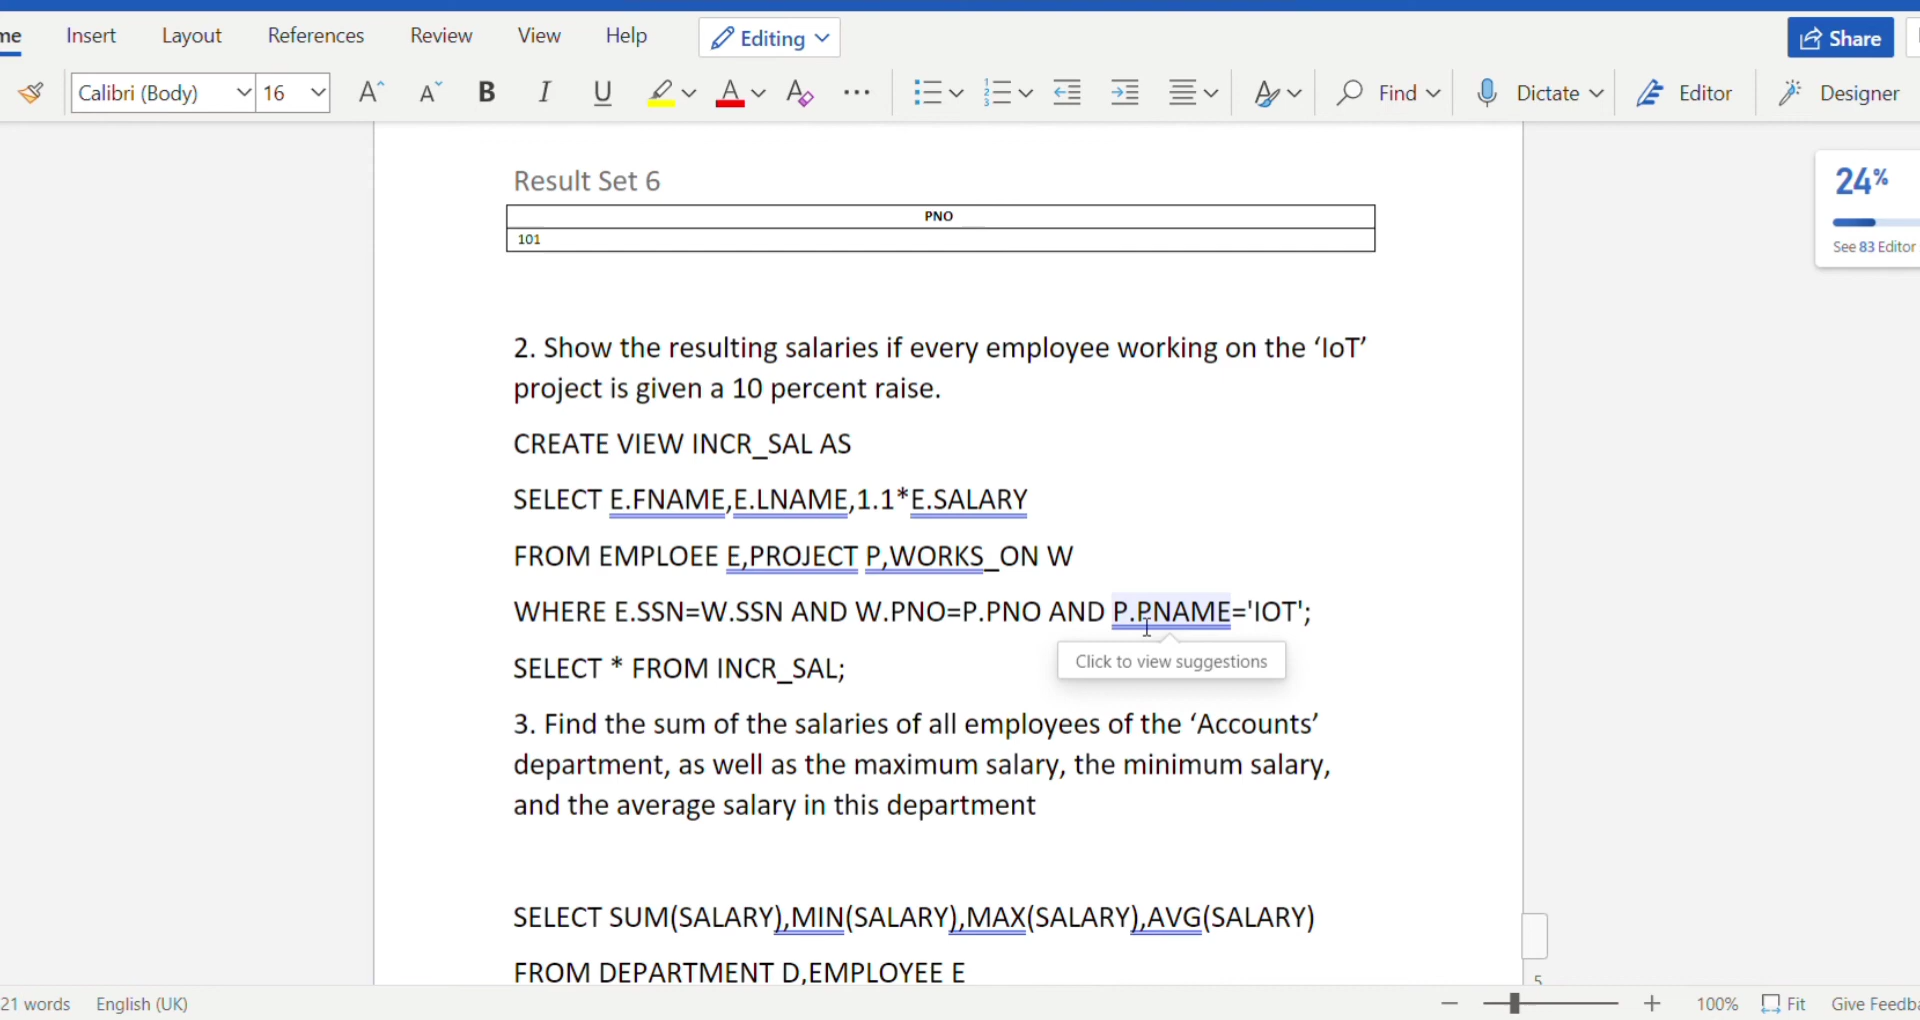 me Insert Layout References Review View Help Editing Share
Calibri (Body) 16 A A B I U A A ... Find Dictate Editor Designer
Result Set 6
PNO
101
24%
See 83 Editor
2. Show the resulting salaries if every employee working on the ‘IoT’
project is given a 10 percent raise.
CREATE VIEW INCR_SAL AS
SELECT E.FNAME,E.LNAME,1.1*E.SALARY
FROM EMPLOEE E,PROJECT P,WORKS_ON W
WHERE E.SSN=W.SSN AND W.PNO=P.PNO AND P.PNAME='IOT';
Click to view suggestions
SELECT * FROM INCR_SAL;
3. Find the sum of the salaries of all employees of the ‘Accounts’
department, as well as the maximum salary, the minimum salary,
and the average salary in this department
SELECT SUM(SALARY),MIN(SALARY),MAX(SALARY),AVG(SALARY)
FROM DEPARTMENT D,EMPLOYEE E
5
21 words English (UK) 100% Fit Give Feedba